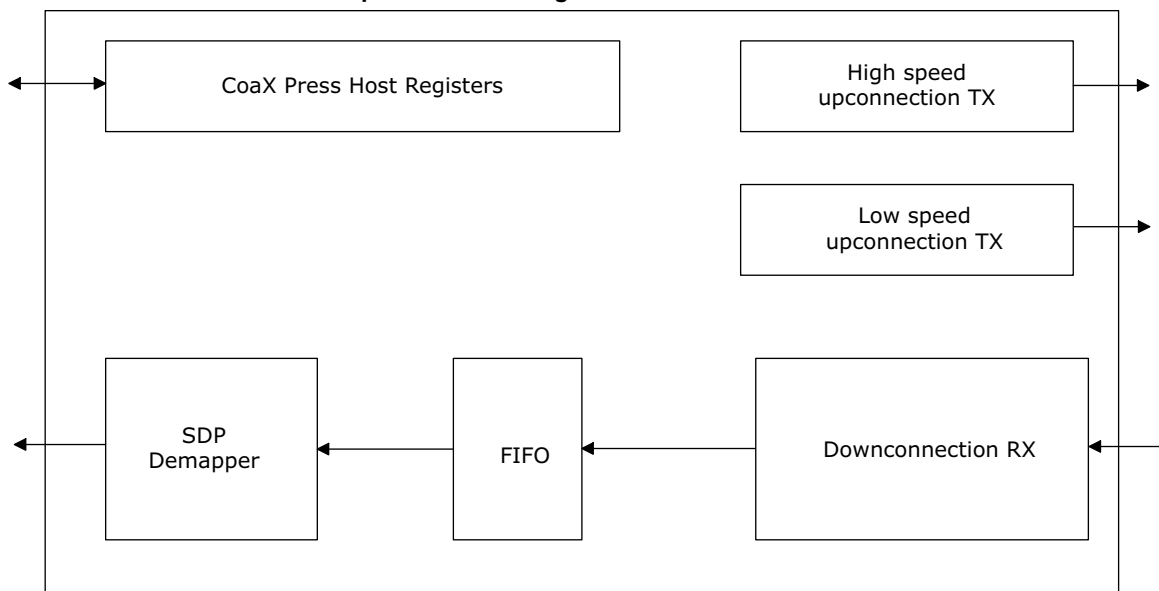 CoaX Press Host Registers
High speed
upconnection TX
Low speed
upconnection TX
SDP
Demapper
FIFO
Downconnection RX